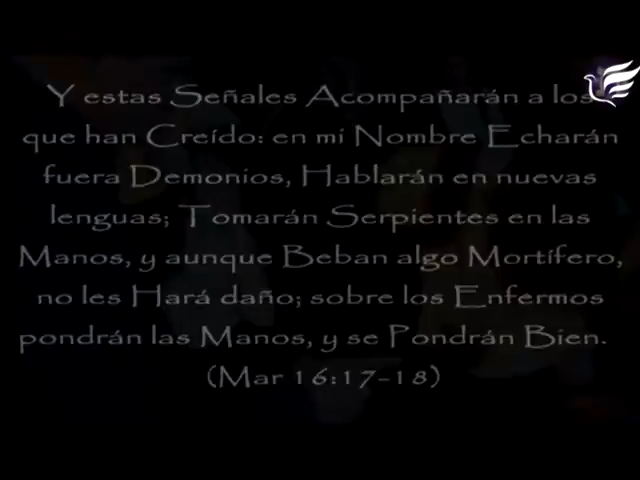 Y estas Señales Acompañarán a los
que han Creído: en mi Nombre Echarán
fuera Demonios, Hablarán en nuevas
lenguas; Tomarán Serpientes en las
Manos, y aunque Beban algo Mortífero,
no les Hará daño; sobre los Enfermos
pondrán las Manos, y se Pondrán Bien.
(Mar 16:17-18)